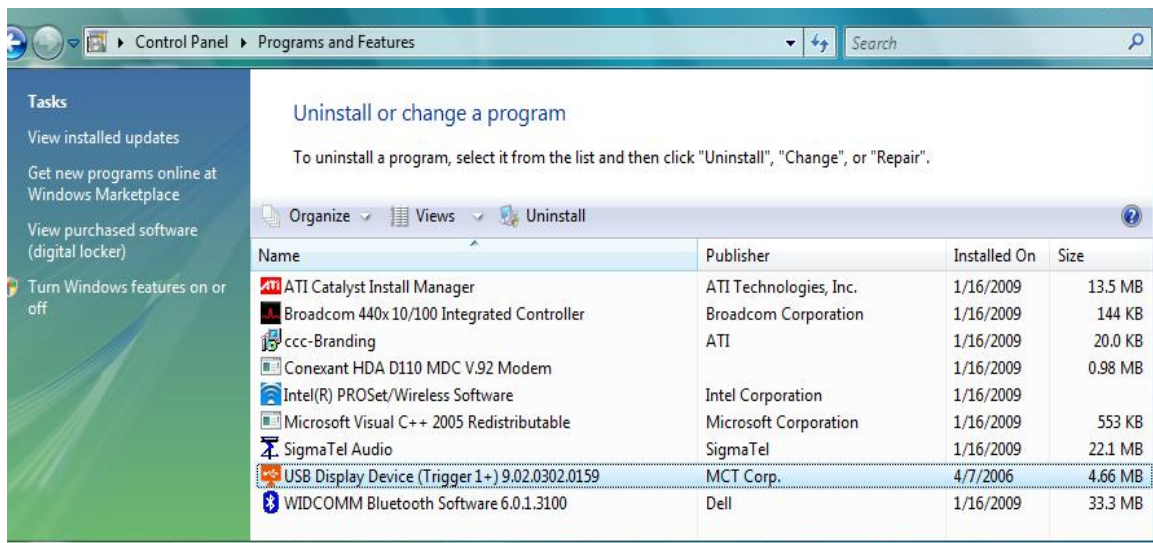 Control Panel Programs and Features Search
Tasks
View installed updates
Get new programs online at
Windows Marketplace
View purchased software
(digital locker)
Turn Windows features on or
off
Uninstall or change a program
To uninstall a program, select it from the list and then click "Uninstall", "Change", or "Repair".
Organize Views Uninstall
Name Publisher Installed On Size
ATI ATI Catalyst Install Manager ATI Technologies, Inc. 1/16/2009 13.5 MB
Broadcom 440x 10/100 Integrated Controller Broadcom Corporation 1/16/2009 144 KB
ccc-Branding ATI 1/16/2009 20.0 KB
Conexant HDA D110 MDC V.92 Modem 1/16/2009 0.98 MB
Intel(R) PROSet/Wireless Software Intel Corporation 1/16/2009
Microsoft Visual C++ 2005 Redistributable Microsoft Corporation 1/16/2009 553 KB
SigmaTel Audio SigmaTel 1/16/2009 22.1 MB
USB Display Device (Trigger 1+) 9.02.0302.0159 MCT Corp. 4/7/2006 4.66 MB
WIDCOMM Bluetooth Software 6.0.1.3100 Dell 1/16/2009 33.3 MB